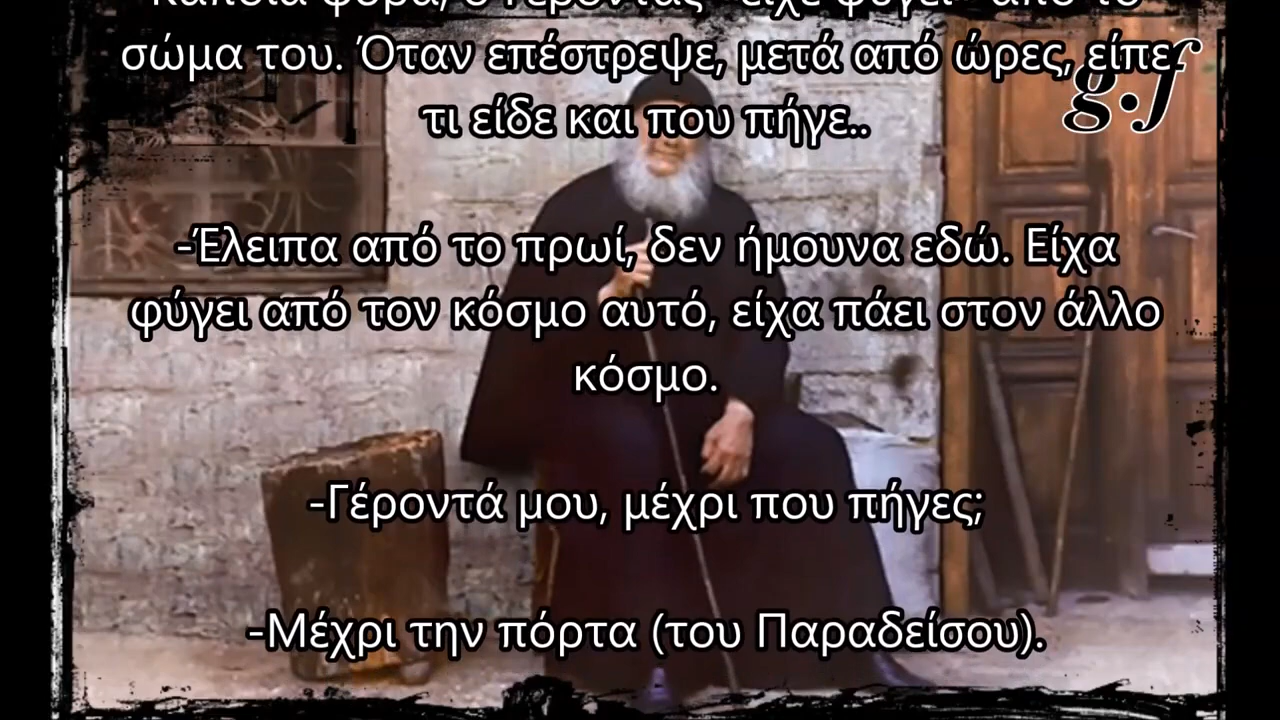 σώμα του. Όταν επέστρεψε, μετά από ώρες, είπε
τι είδε και που πήγε..
g.f
-Έλειπα από το πρωί, δεν ήμουνα εδώ. Είχα
φύγει από τον κόσμο αυτό, είχα πάει στον άλλο
κόσμο.
-Γέροντά μου, μέχρι που πήγες;
-Μέχρι την πόρτα (του Παραδείσου).